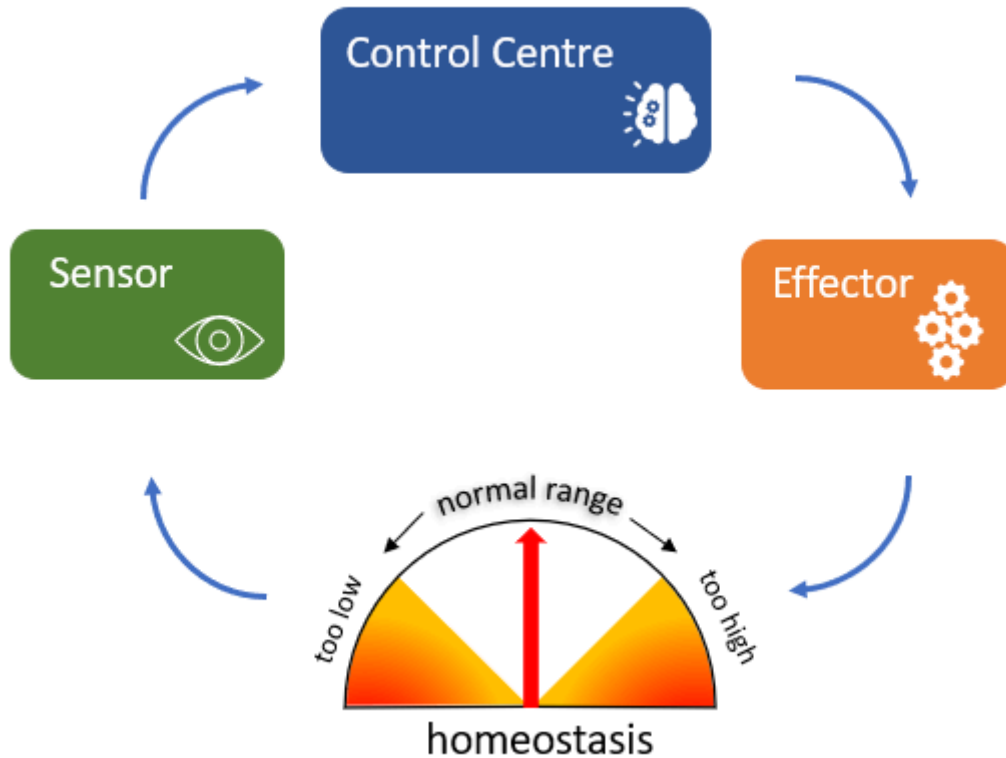 Control Centre
Sensor
Effector
normal range
too low
too high
homeostasis